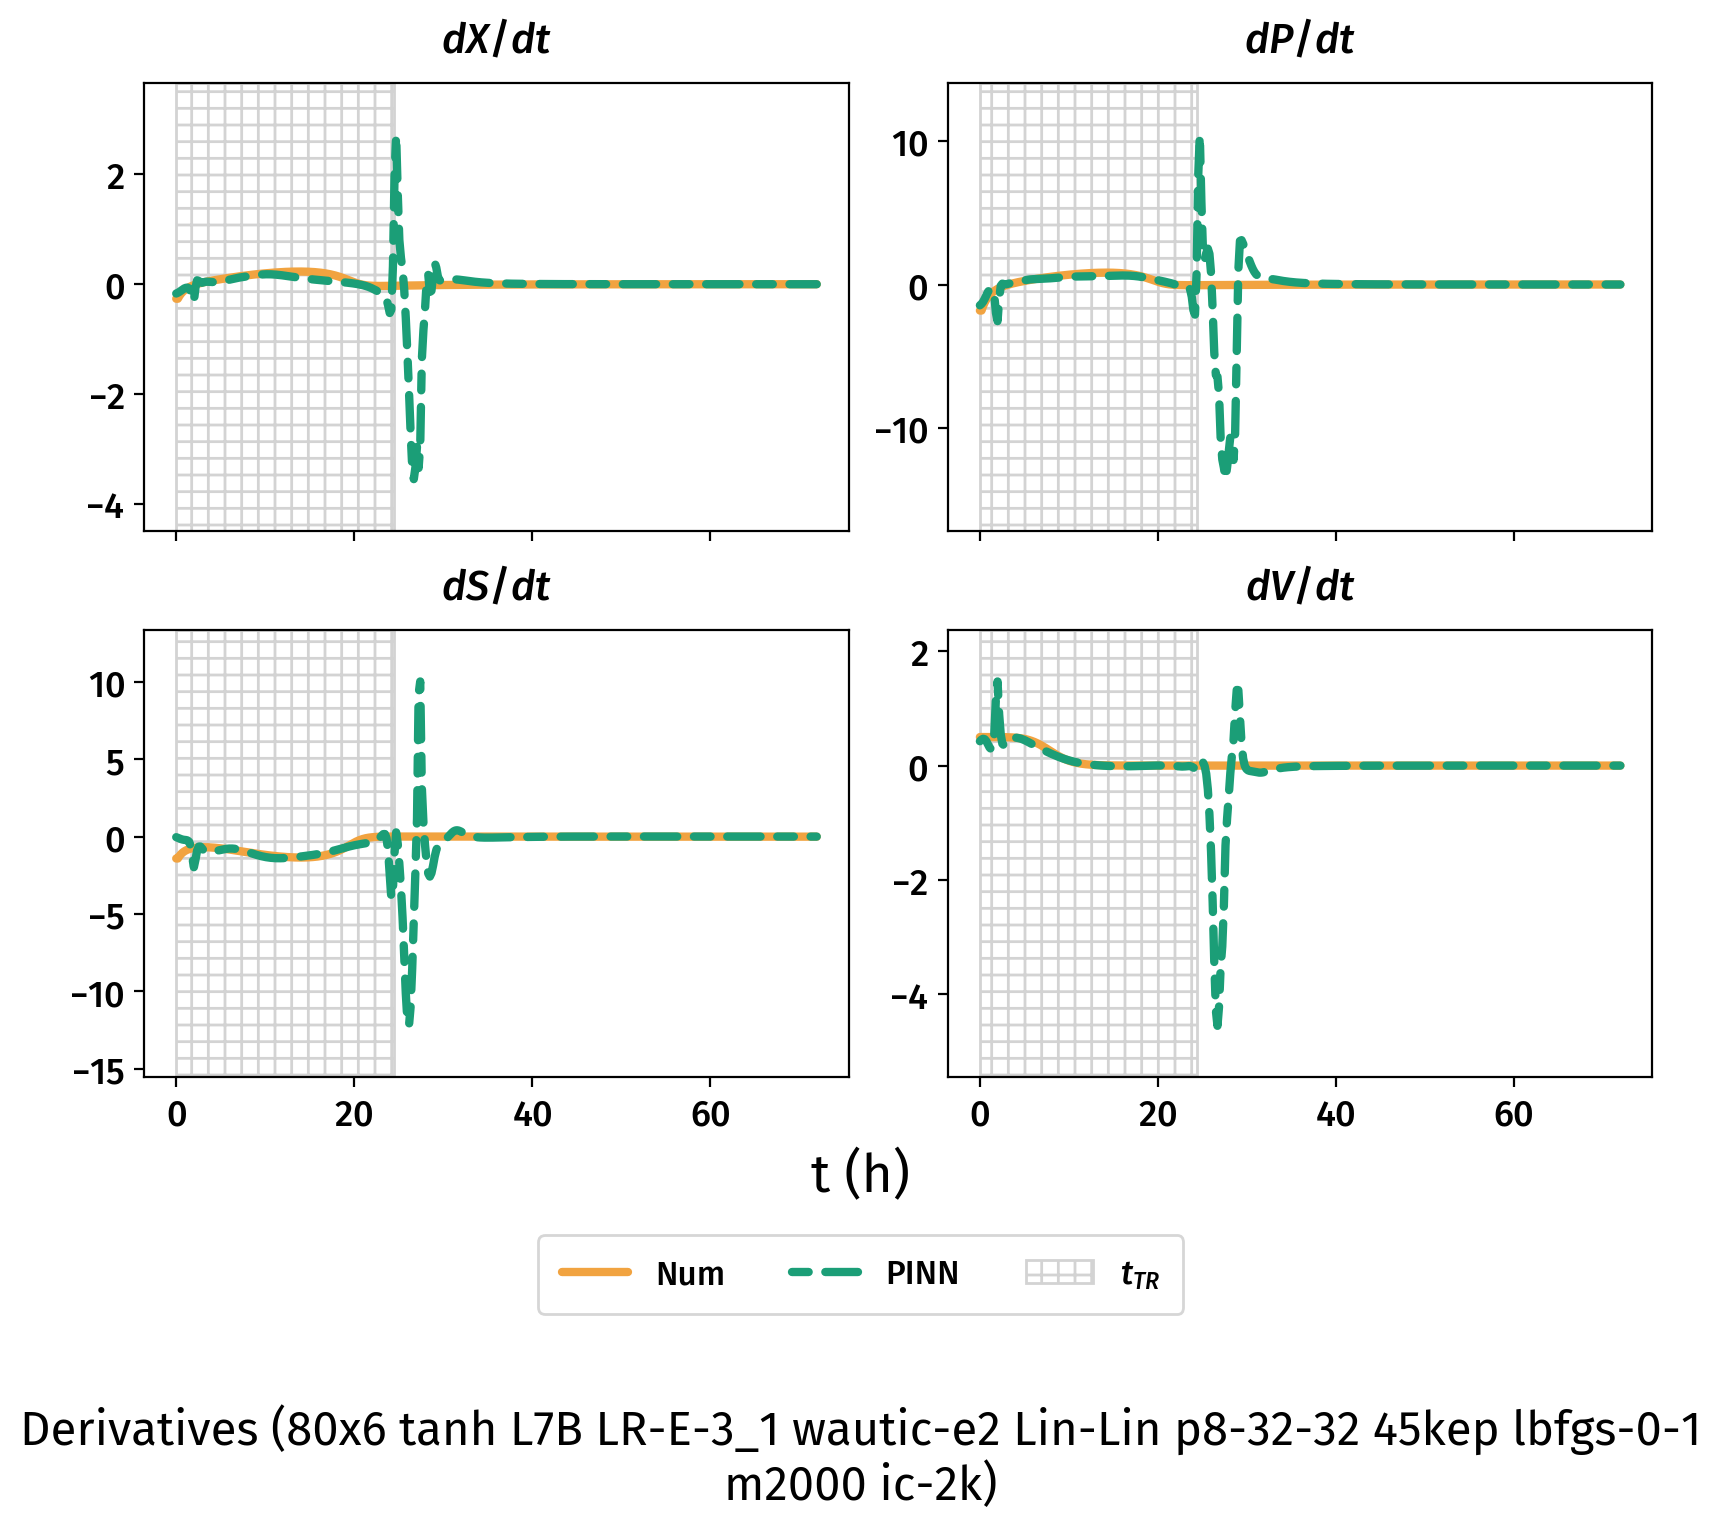 dX/dt
dP/dt
2
0
−2
−4
10
0
−10
dS/dt
dV/dt
10
5
0
−5
−10
−15
0
20
40
60
2
0
−2
−4
0
20
40
60
t (h)
Num
PINN
tTR
Derivatives (80x6 tanh L7B LR-E-3_1 wautic-e2 Lin-Lin p8-32-32 45kep lbfgs-0-1
m2000 ic-2k)